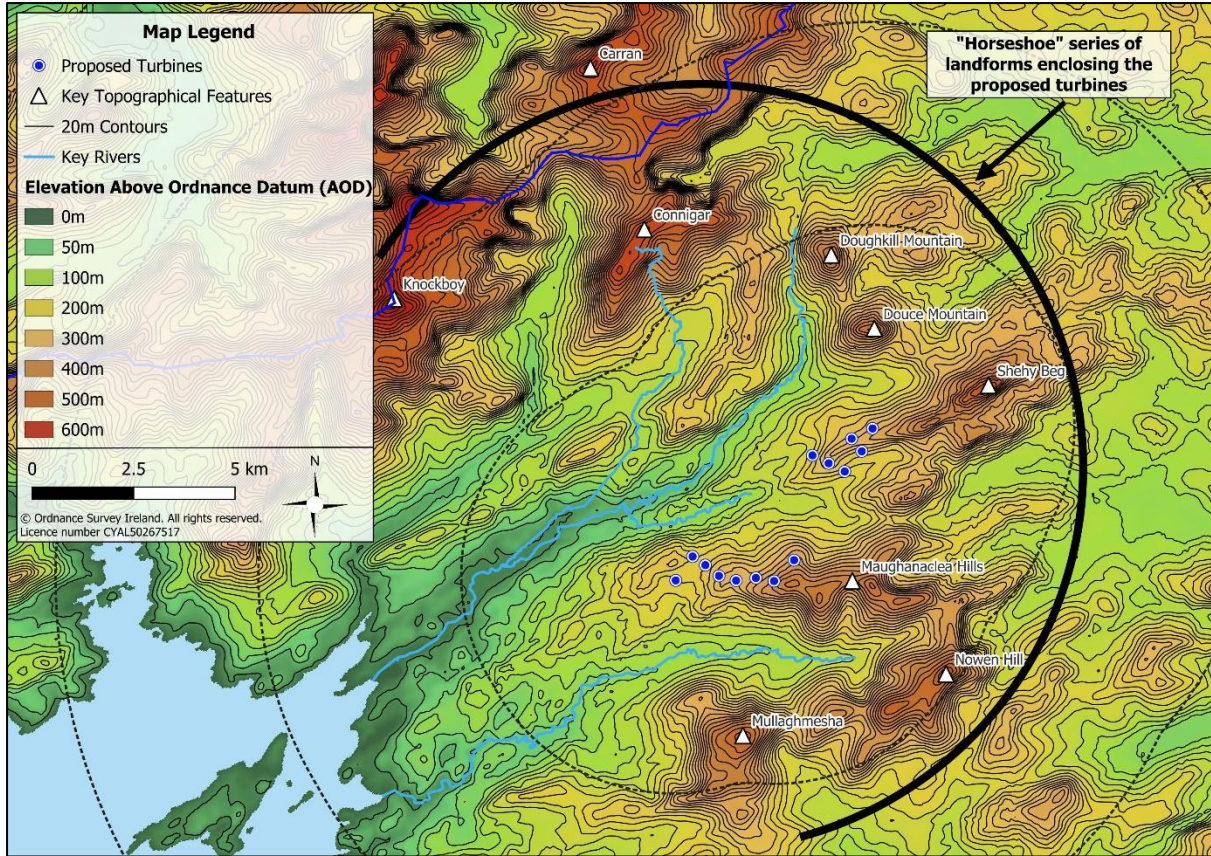 Map Legend
Proposed Turbines
Key Topographical Features
20m Contours
Key Rivers
Elevation Above Ordnance Datum (AOD)
0m
50m
100m
200m
300m
400m
500m
600m
0 2.5 5 km
N
© Ordnance Survey Ireland. All rights reserved.
Licence number CYAL50267517
"Horseshoe" series of
landforms enclosing the
proposed turbines
Carran
Connigar
Doughkill Mountain
Knockboy
Douce Mountain
Shehy Beg
Maughanaclea Hills
Nowen Hill
Mullaghmesha